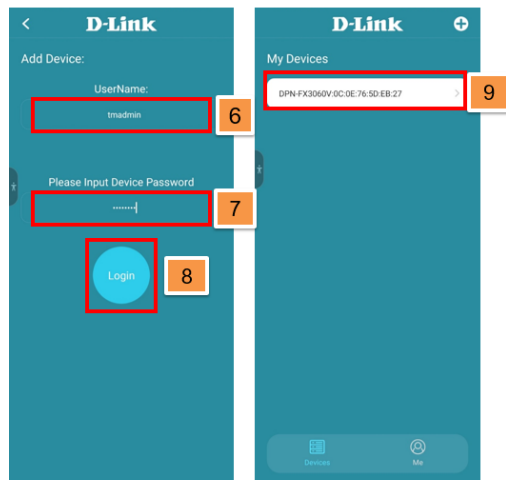 D-Link
Add Device:
UserName:
tmadmin
6
Please Input Device Password
........
7
Login
8
D-Link
My Devices
DPN-FX3060V:0C:0E:76:5D:EB:27
9
Devices
Me